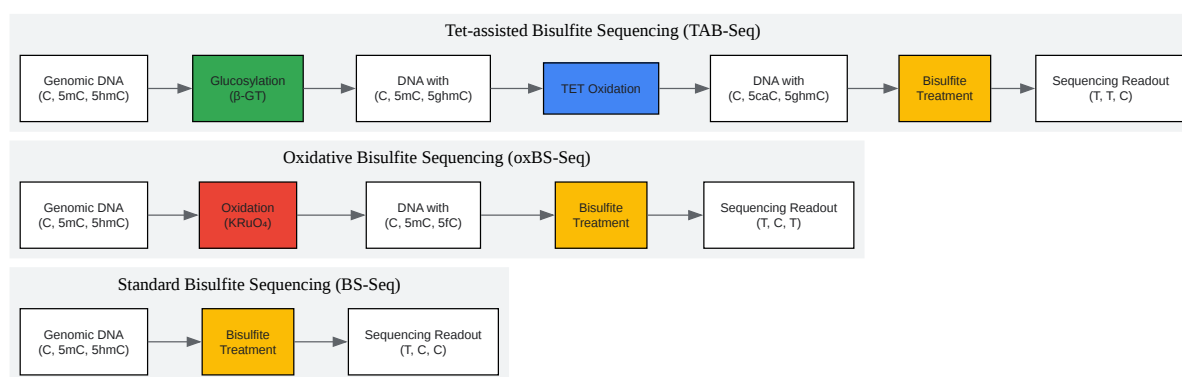 Tet-assisted Bisulfite Sequencing (TAB-Seq)
Genomic DNA
(C, 5mC, 5hmC)
Glucosylation
(β-GT)
DNA with
(C, 5mC, 5ghmC)
TET Oxidation
DNA with
(C, 5caC, 5ghmC)
Bisulfite
Treatment
Sequencing Readout
(T, T, C)
Oxidative Bisulfite Sequencing (oxBS-Seq)
Genomic DNA
(C, 5mC, 5hmC)
Oxidation
(KRuO₄)
DNA with
(C, 5mC, 5fC)
Bisulfite
Treatment
Sequencing Readout
(T, C, T)
Standard Bisulfite Sequencing (BS-Seq)
Genomic DNA
(C, 5mC, 5hmC)
Bisulfite
Treatment
Sequencing Readout
(T, C, C)